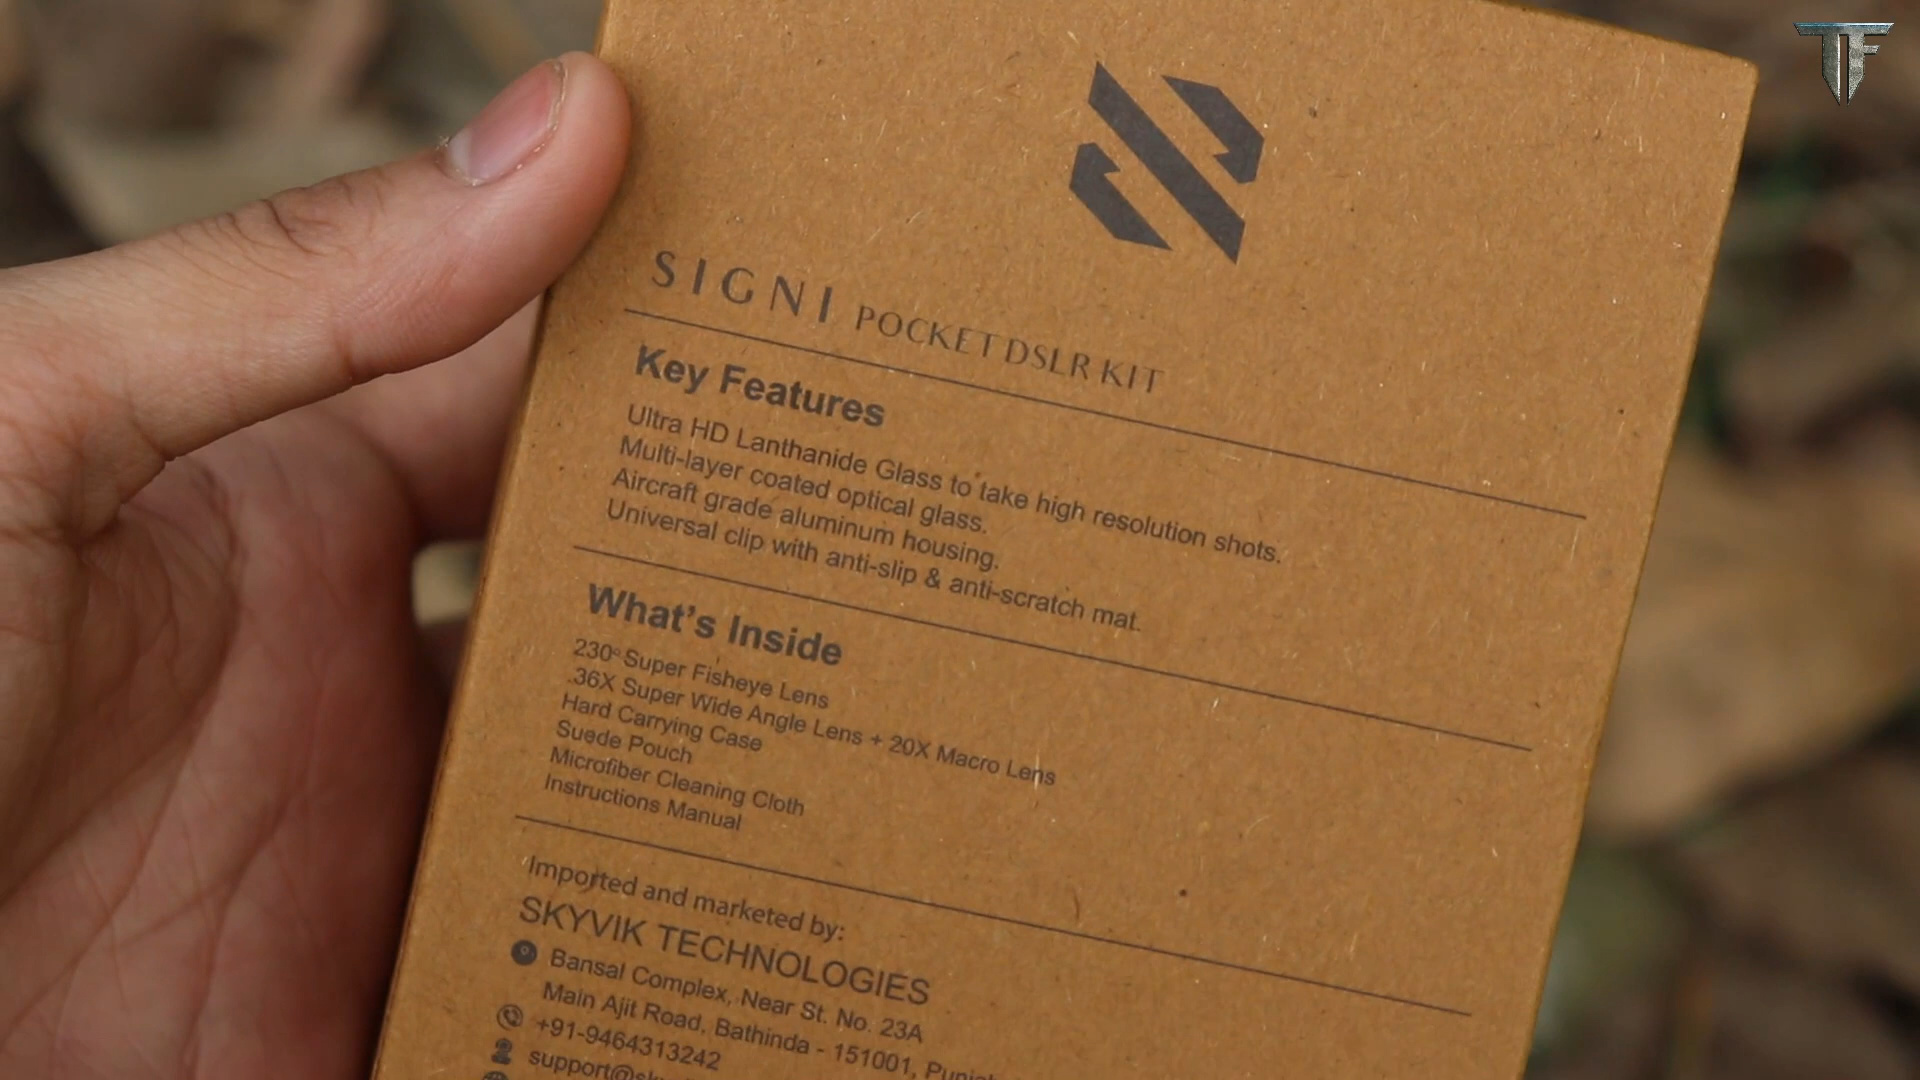 TF
SIGNI POCKET DSLR KIT
Key Features
Ultra HD Lanthanide Glass to take high resolution shots.
Multi-layer coated optical glass.
Aircraft grade aluminum housing.
Universal clip with anti-slip & anti-scratch mat.
What's Inside
230° Super Fisheye Lens
.36X Super Wide Angle Lens + 20X Macro Lens
Hard Carrying Case
Suede Pouch
Microfiber Cleaning Cloth
Instructions Manual
Imported and marketed by:
SKYVIK TECHNOLOGIES
Bansal Complex, Near St. No. 23A
Main Ajit Road, Bathinda - 151001,
+91-9464313242